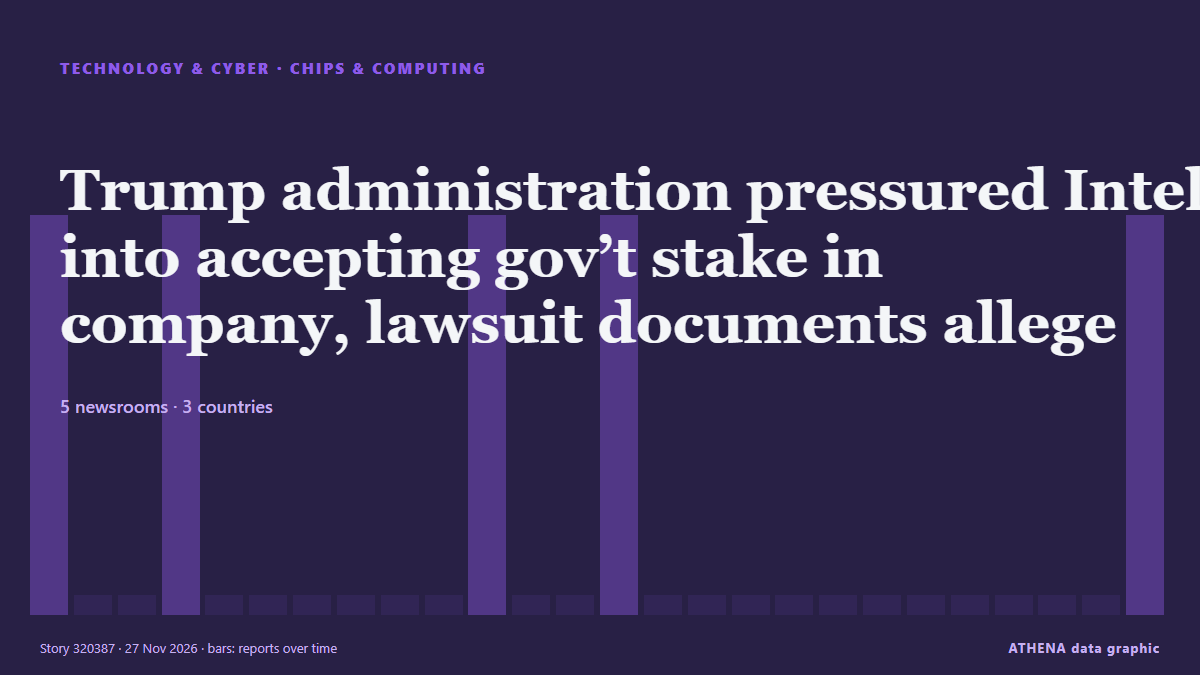 TECHNOLOGY & CYBER · CHIPS & COMPUTING
Trump administration pressured Intel
into accepting gov’t stake in
company, lawsuit documents allege
5 newsrooms · 3 countries
Story 320387 · 27 Nov 2026 · bars: reports over time
ATHENA data graphic